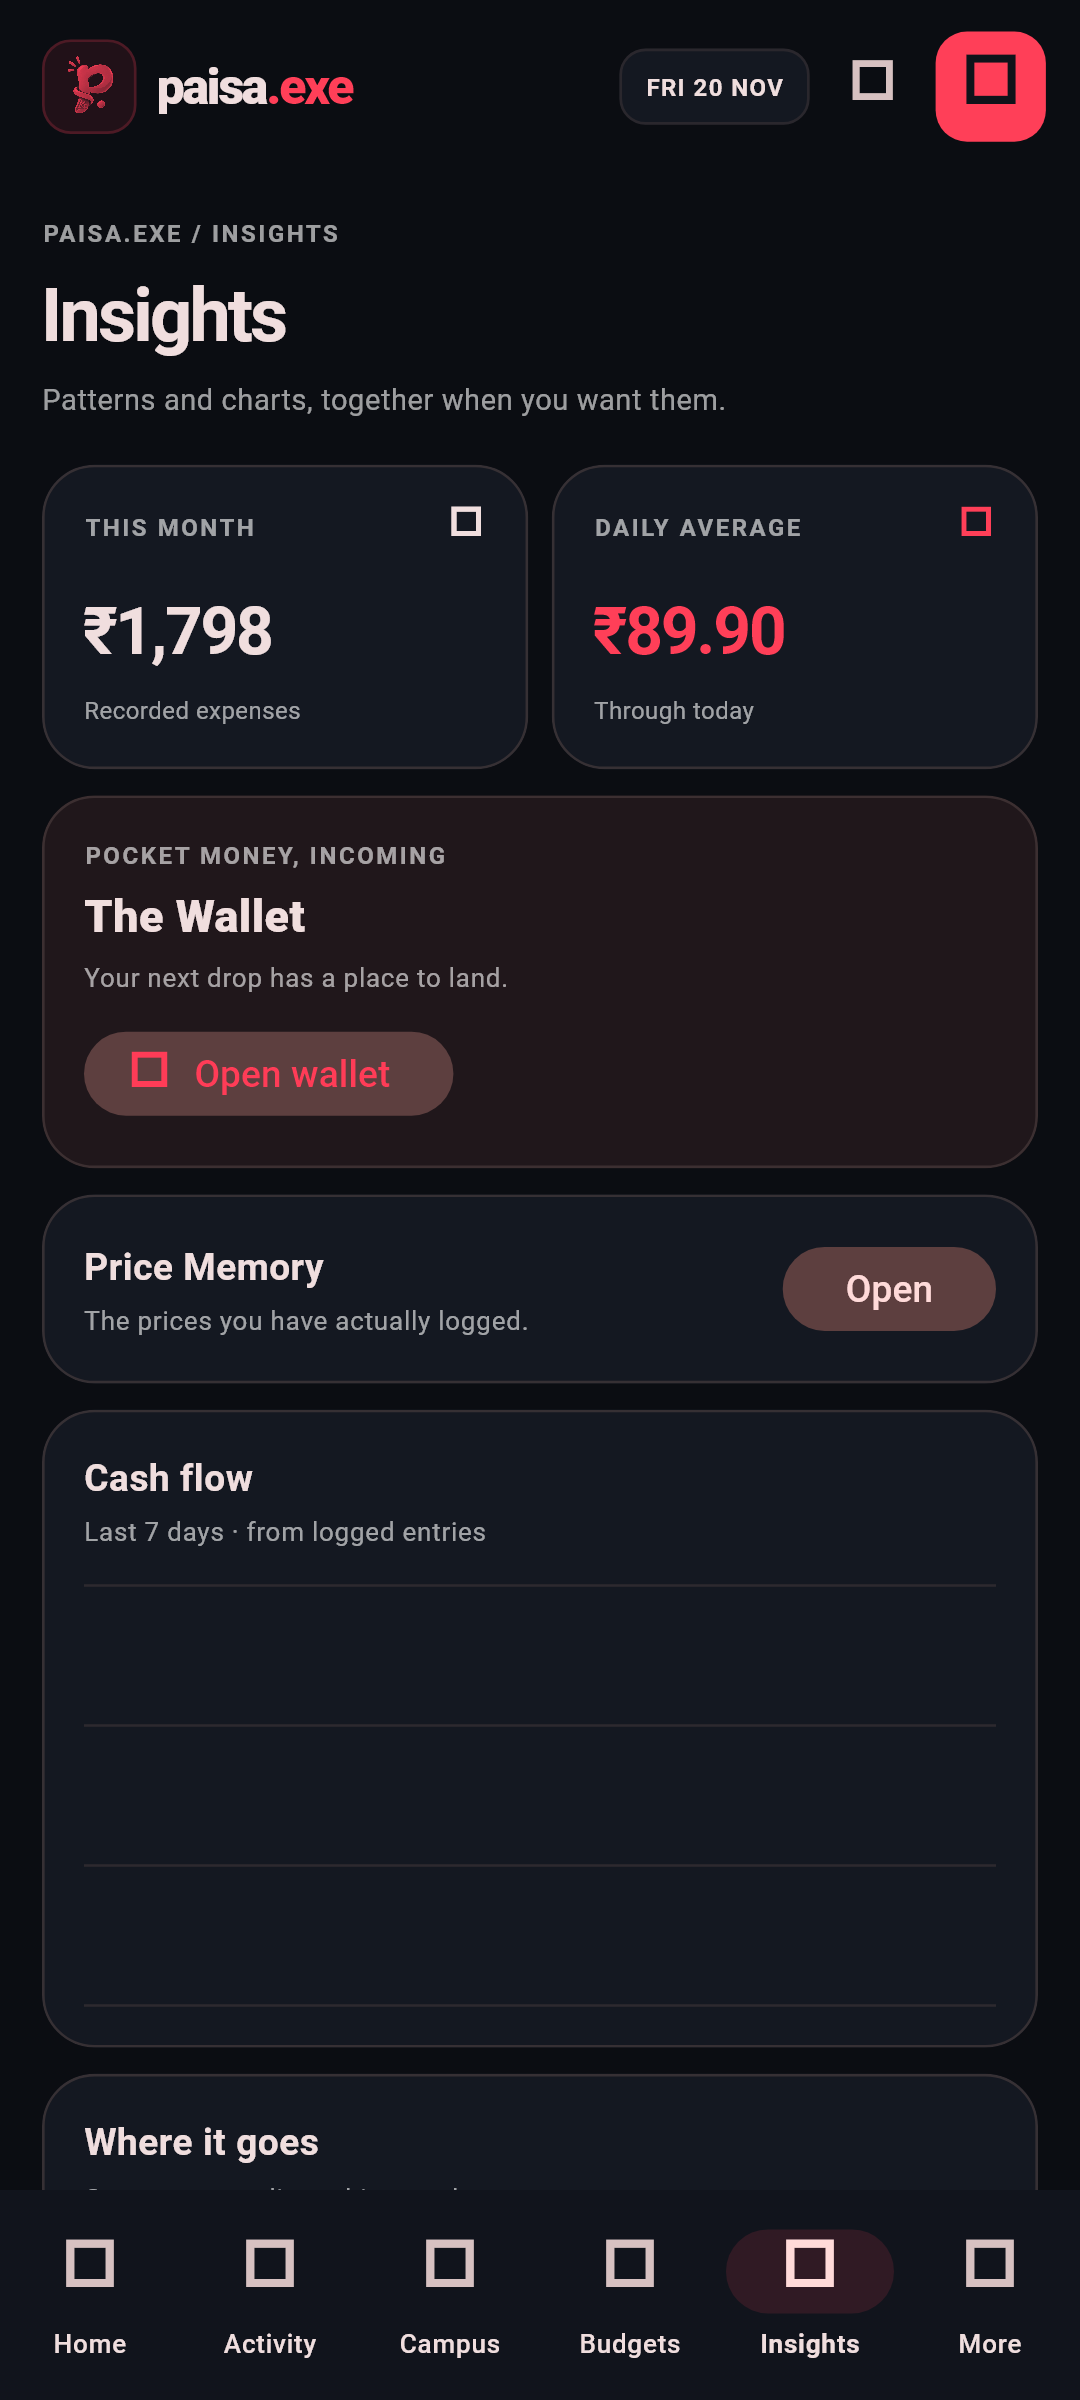 paisa.exe
FRI 20 NOV
PAISA.EXE / INSIGHTS
Insights
Patterns and charts, together when you want them.
THIS MONTH
₹1,798
Recorded expenses
DAILY AVERAGE
₹89.90
Through today
POCKET MONEY, INCOMING
The Wallet
Your next drop has a place to land.
Open wallet
Price Memory
The prices you have actually logged.
Open
Cash flow
Last 7 days · from logged entries
Where it goes
Home
Activity
Campus
Budgets
Insights
More